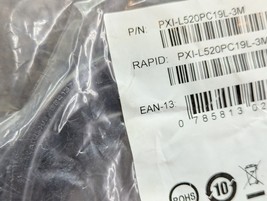 P/N: PXI-L520PC19L-3M
RAPID: PXI-L520PC19L-3M
EAN-13:
0 785813 02
ROHS
10